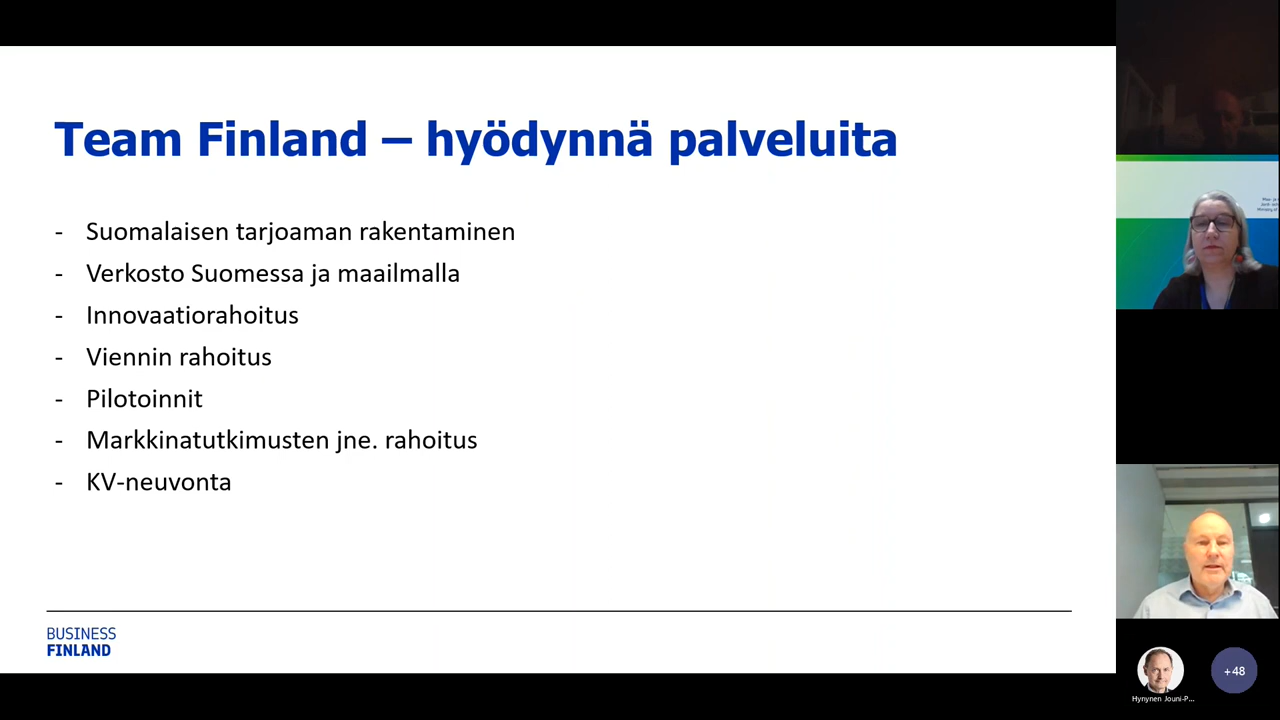 Team Finland – hyödynnä palveluita
- Suomalaisen tarjoaman rakentaminen
- Verkosto Suomessa ja maailmalla
- Innovaatiorahoitus
- Viennin rahoitus
- Pilotoinnit
- Markkinatutkimusten jne. rahoitus
- KV-neuvonta
BUSINESS
FINLAND
Hynynen Jouni-P...
+48